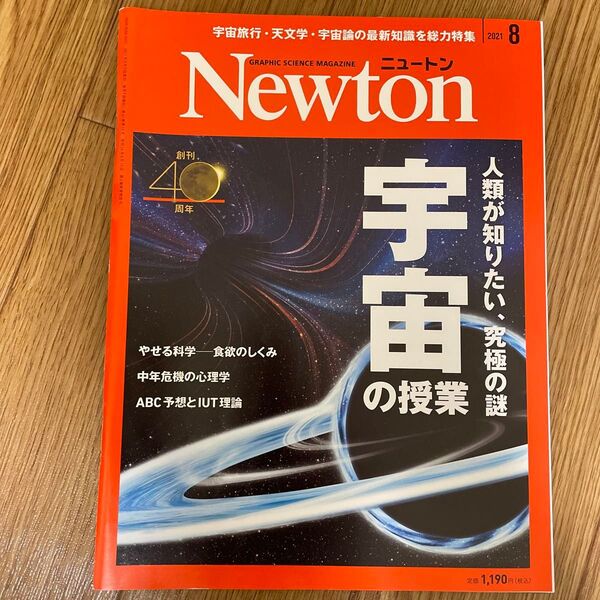 宇宙旅行・天文学・宇宙論の最新知識を総力特集
2021 8
GRAPHIC SCIENCE MAGAZINE
ニュートン
Newton
創刊
40
周年
人類が知りたい、究極の謎
宇宙
の授業
やせる科学──食欲のしくみ
中年危機の心理学
ABC予想とIUT理論
定価 1,190円(税込)